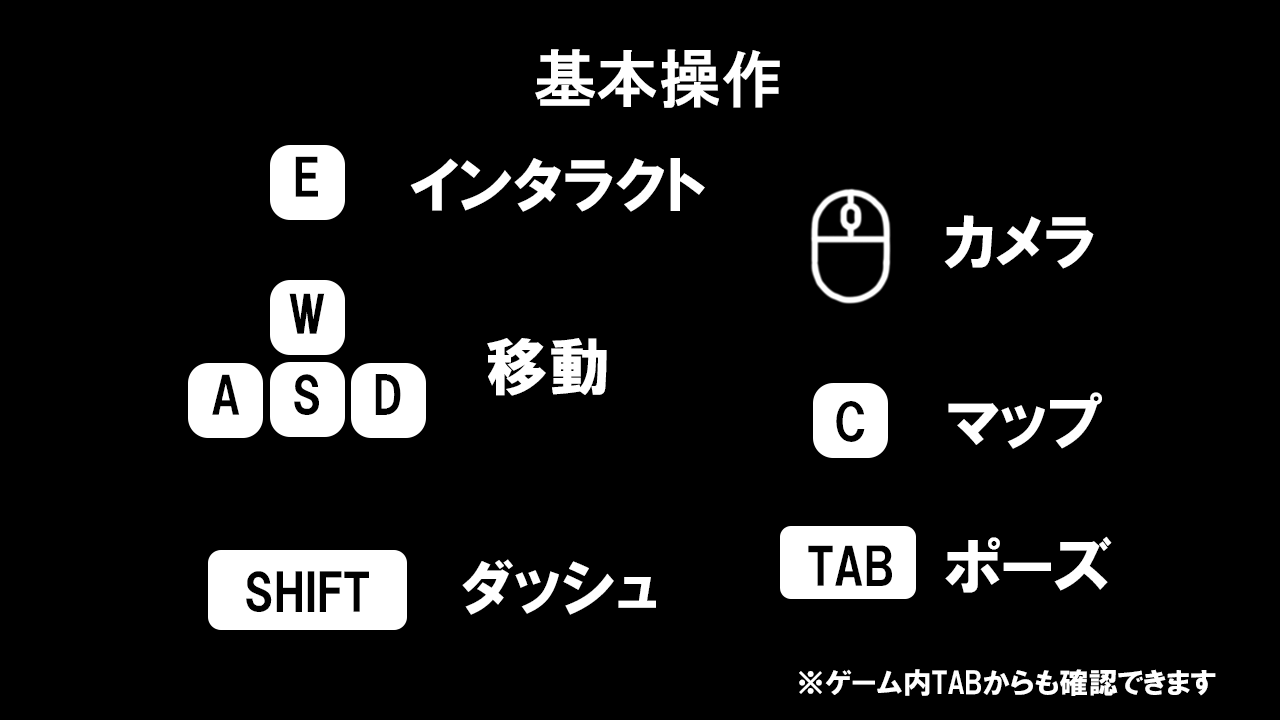 基本操作
E インタラクト
W
A S D 移動
SHIFT ダッシュ
カメラ
C マップ
TAB ポーズ
※ゲーム内TABからも確認できます